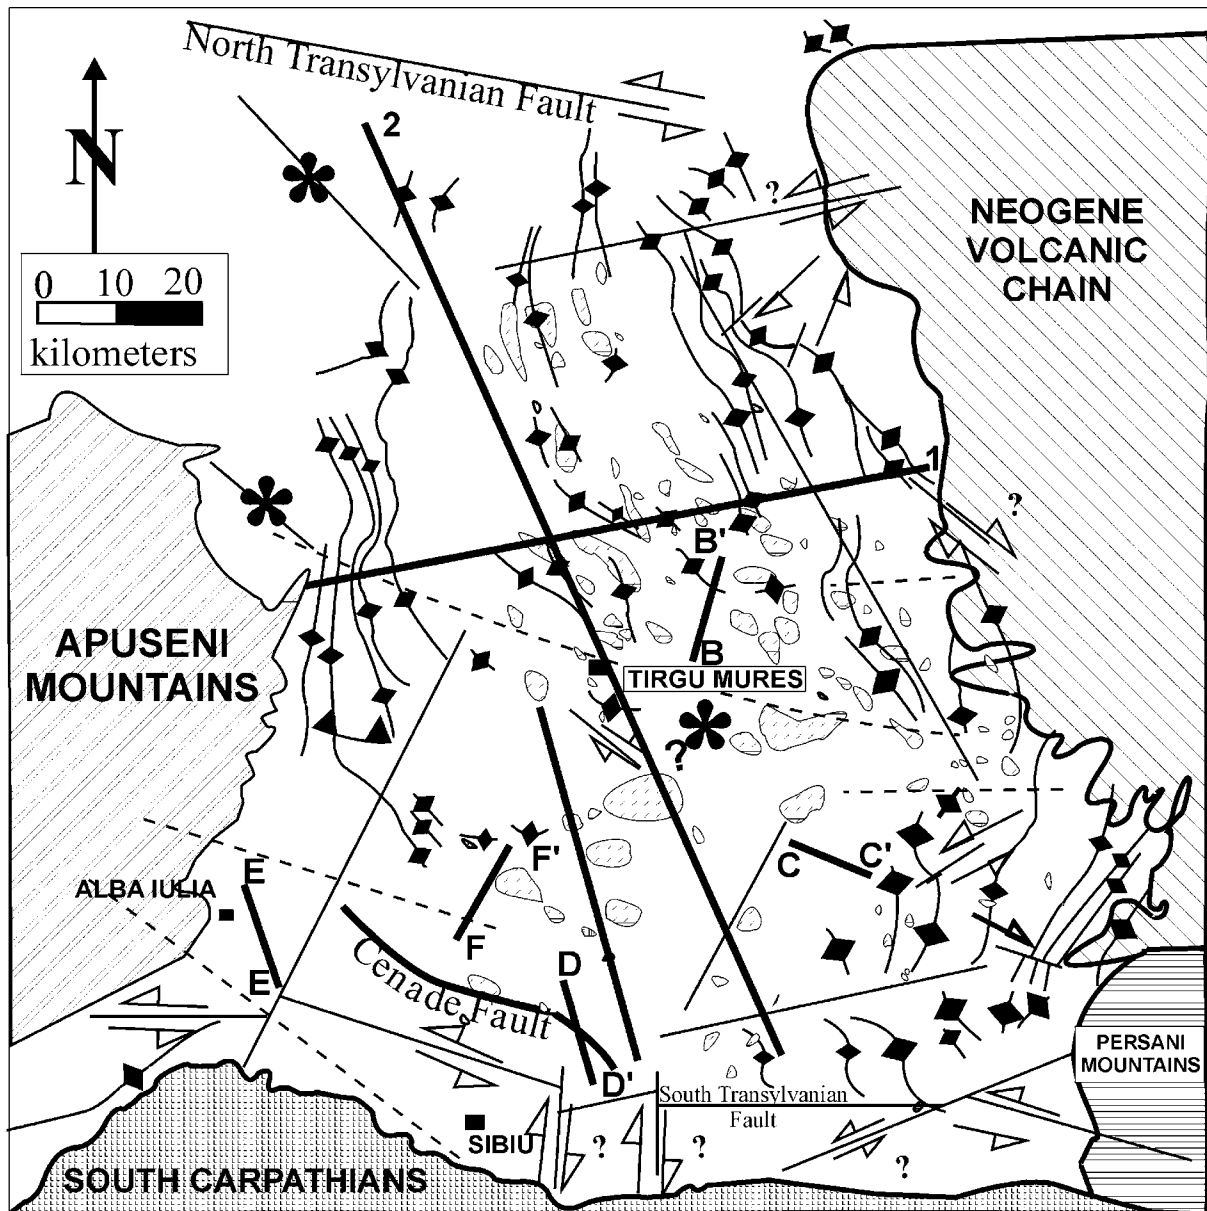 North Transylvanian Fault
2
N
?
NEOGENE
VOLCANIC
CHAIN
0 10 20
kilometers
1
?
B'
APUSENI
MOUNTAINS
B
TIRGU MURES
?
C
C'
F'
E
ALBA IULIA
F
D
E'
Cenade Fault
PERSANI
MOUNTAINS
D'
South Transylvanian
Fault
SIBIU
?
?
?
SOUTH CARPATHIANS